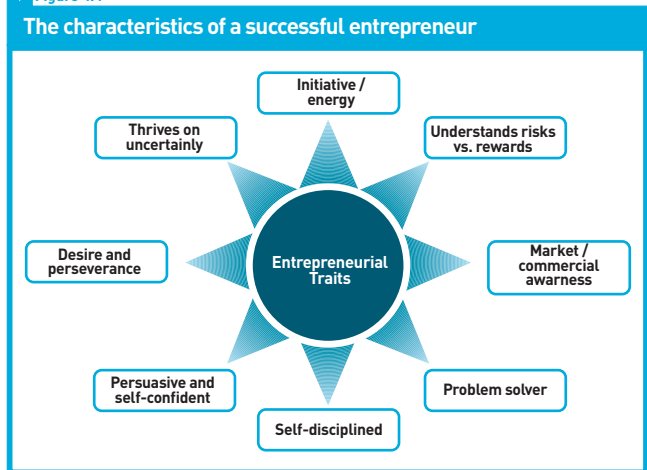 The characteristics of a successful entrepreneur
Initiative /
energy
Thrives on
uncertainly
Understands risks
vs. rewards
Desire and
perseverance
Entrepreneurial
Traits
Market /
commercial
awarness
Persuasive and
self-confident
Problem solver
Self-disciplined